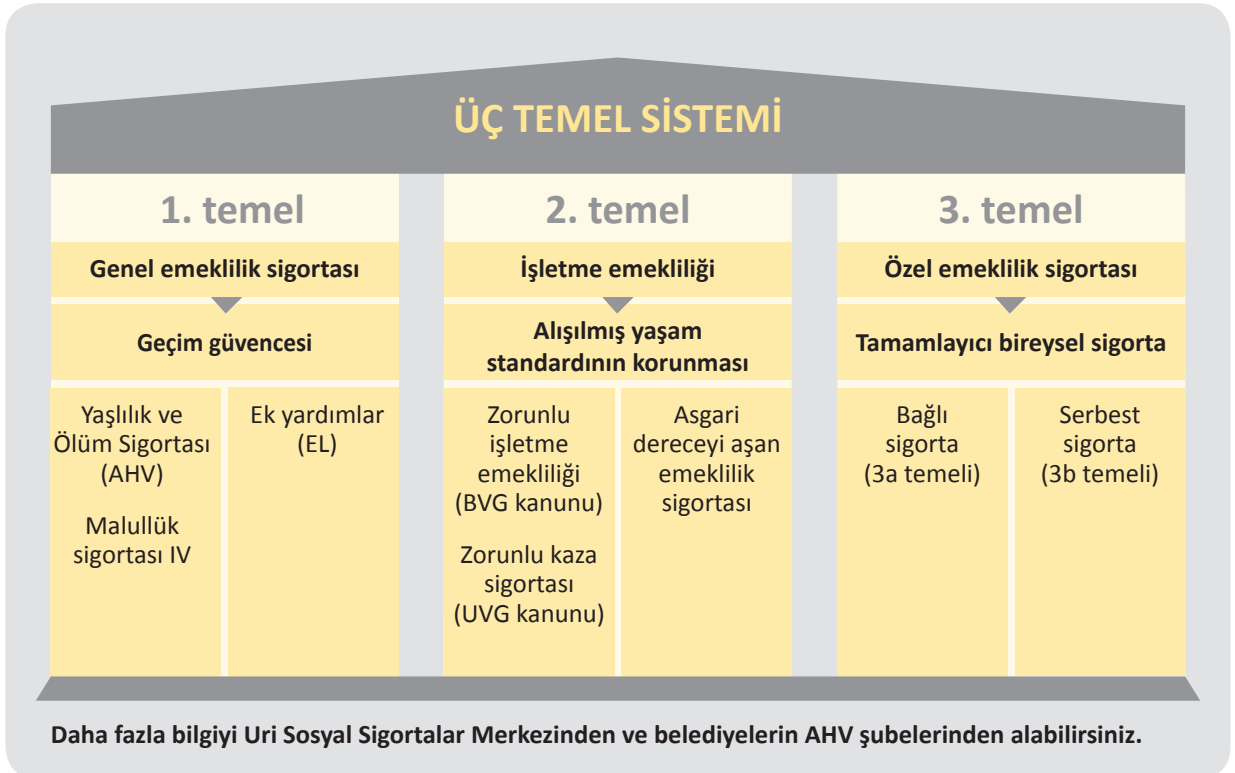 ÜÇ TEMEL SİSTEMİ
1. temel
Genel emeklilik sigortası
Geçim güvencesi
Yaşlılık ve
Ölüm Sigortası
(AHV)
Malullük
sigortası IV
Ek yardımlar
(EL)
2. temel
İşletme emekliliği
Alışılmış yaşam
standardının korunması
Zorunlu
işletme
emekliliği
(BVG kanunu)
Zorunlu kaza
sigortası
(UVG kanunu)
Asgari
dereceyi aşan
emeklilik
sigortası
3. temel
Özel emeklilik sigortası
Tamamlayıcı bireysel sigorta
Bağlı
sigorta
(3a temeli)
Serbest
sigorta
(3b temeli)
Daha fazla bilgiyi Uri Sosyal Sigortalar Merkezinden ve belediyelerin AHV şubelerinden alabilirsiniz.